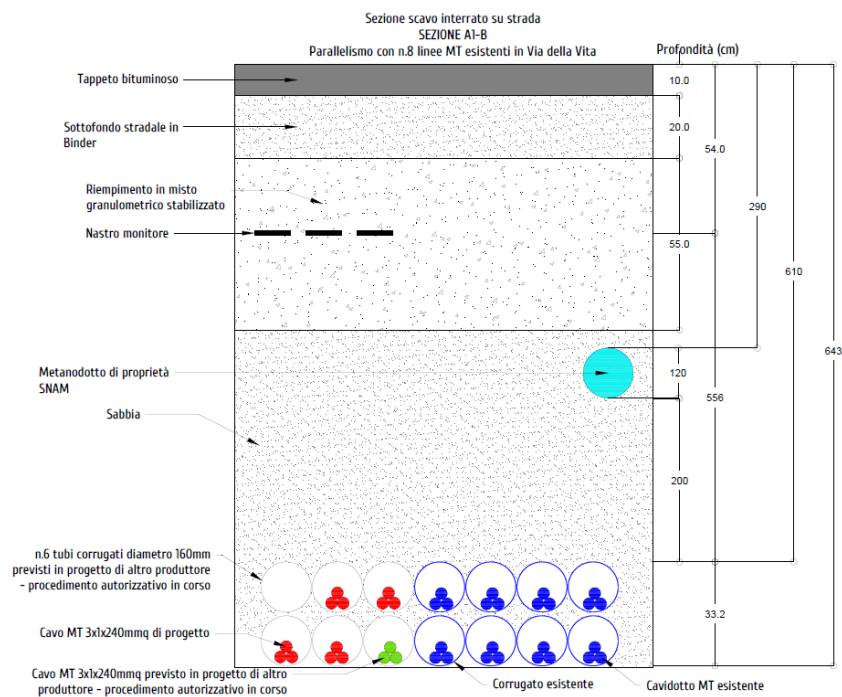 Sezione scavo interrato su strada
SEZIONE A1-B
Parallelismo con n.8 linee MT esistenti in Via della Vita
Profondità (cm)
Tappeto bituminoso
10.0
Sottofondo stradale in
Binder
20.0
54.0
Riempimento in misto
granulometrico stabilizzato
290
Nastro monitore
55.0
610
643
Metanodotto di proprietà
SNAM
120
556
Sabbia
200
n.6 tubi corrugati diametro 160mm
previsti in progetto di altro produttore
- procedimento autorizzativo in corso
33.2
Cavo MT 3x1x240mmq di progetto
Cavo MT 3x1x240mmq previsto in progetto di altro
produttore - procedimento autorizzativo in corso
Corrugato esistente
Cavidotto MT esistente